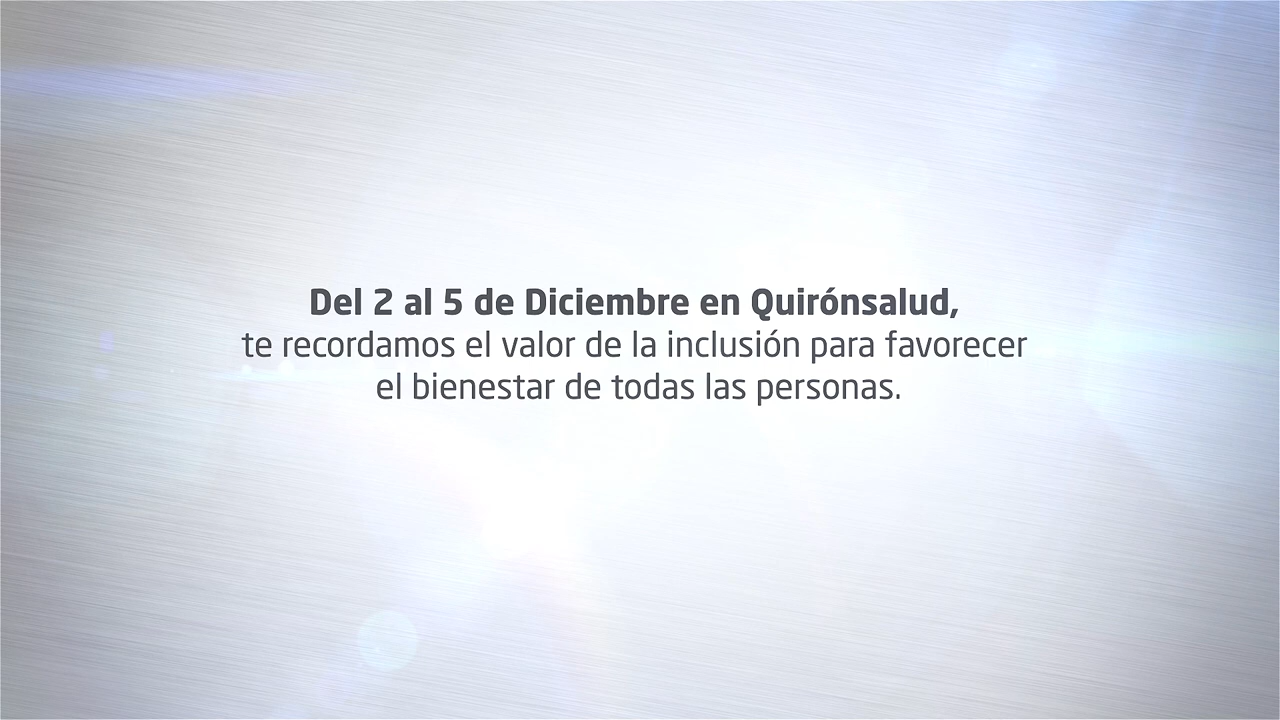 Del 2 al 5 de Diciembre en Quirónsalud,
te recordamos el valor de la inclusión para favorecer
el bienestar de todas las personas.